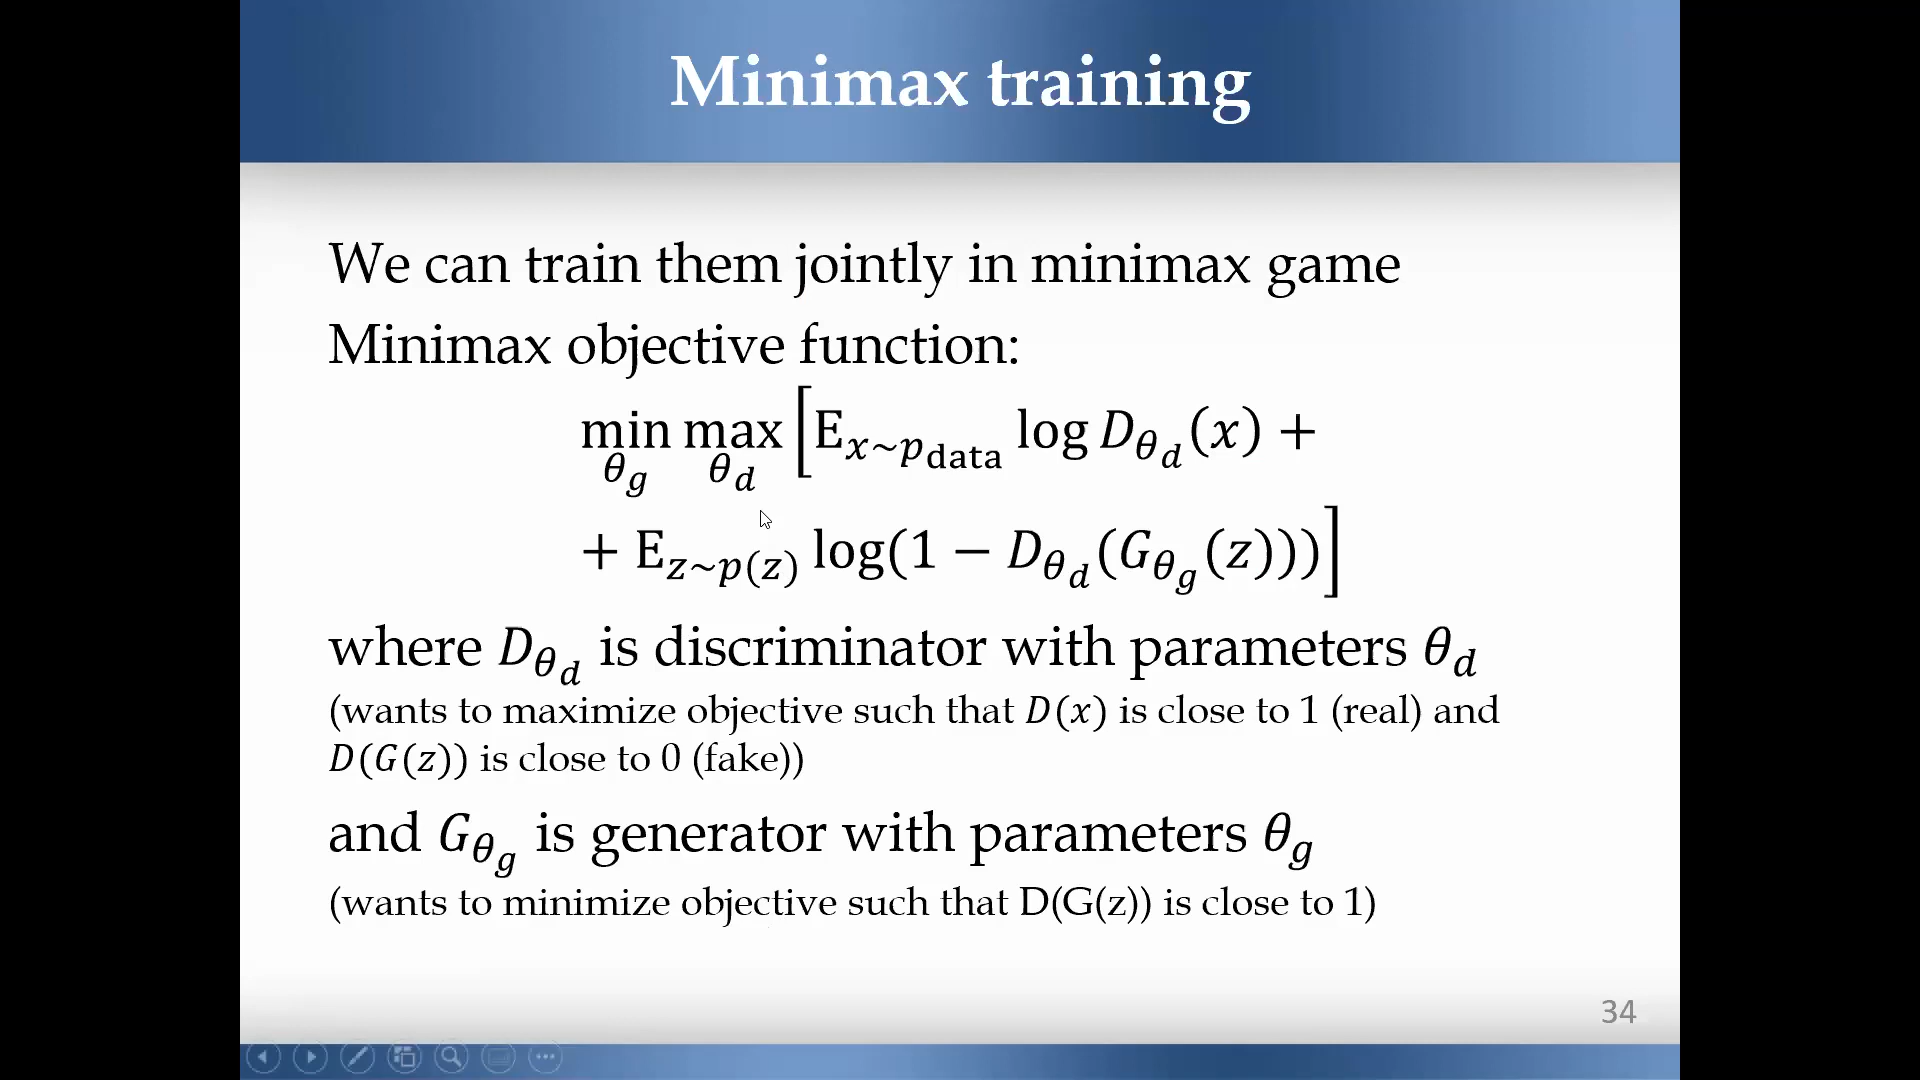 Minimax training
We can train them jointly in minimax game
Minimax objective function:
min_{θ_g} max_{θ_d} [E_{x~p_data} log D_{θ_d}(x) +
+ E_{z~p(z)} log(1 − D_{θ_d}(G_{θ_g}(z)))]
where D_{θ_d} is discriminator with parameters θ_d
(wants to maximize objective such that D(x) is close to 1 (real) and
D(G(z)) is close to 0 (fake))
and G_{θ_g} is generator with parameters θ_g
(wants to minimize objective such that D(G(z)) is close to 1)
34